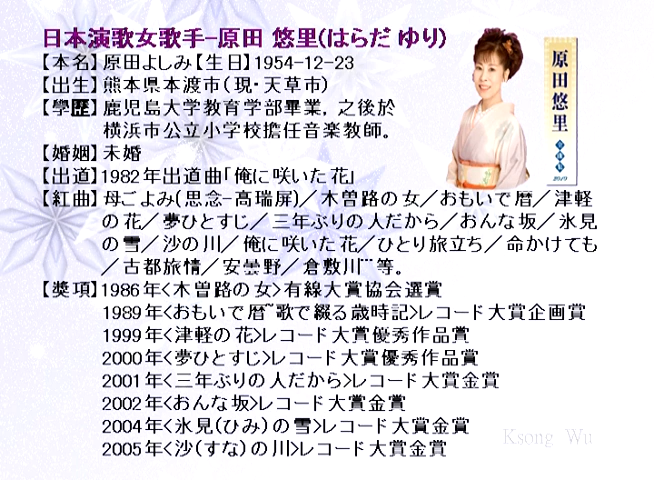 日本演歌女歌手-原田 悠里(はらだ ゆり)
【本名】原田よしみ【生日】1954-12-23
【出生】熊本県本渡市(現･天草市)
【學歷】鹿児島大学教育学部畢業，之後於
横浜市公立小学校擔任音楽教師。
【婚姻】未婚
【出道】1982年出道曲｢俺に咲いた花｣
【紅曲】母ごよみ(思念-高瑞屏)／木曽路の女／おもいで暦／津軽
の花／夢ひとすじ／三年ぶりの人だから／おんな坂／氷見
の雪／沙の川／俺に咲いた花／ひとり旅立ち／命かけても
／古都旅情／安曇野／倉敷川¨等。
【獎項】1986年<木曽路の女>有線大賞協会選賞
1989年<おもいで暦~歌で綴る歳時記>レコード大賞企画賞
1999年<津軽の花>レコード大賞優秀作品賞
2000年<夢ひとすじ>レコード大賞優秀作品賞
2001年<三年ぶりの人だから>レコード大賞金賞
2002年<おんな坂>レコード大賞金賞
2004年<氷見(ひみ)の雪>レコード大賞金賞
2005年<沙(すな)の川>レコード大賞金賞
原田悠里
Ksong Wu